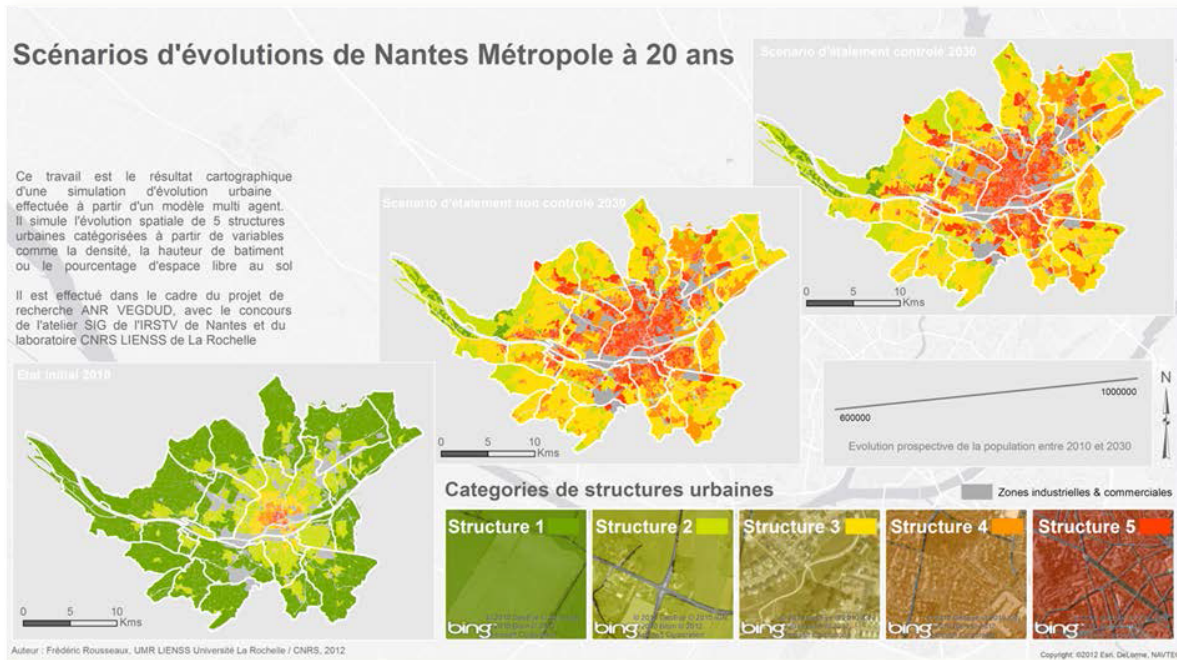 Scénarios d'évolutions de Nantes Métropole à 20 ans
Scénario d'étalement controlé 2030
Ce travail est le résultat cartographique
d'une simulation d'évolution urbaine
effectuée à partir d'un modèle multi agent.
Il simule l'évolution spatiale de 5 structures
urbaines catégorisées à partir de variables
comme la densité, la hauteur de batiment
ou le pourcentage d'espace libre au sol
Il est effectué dans le cadre du projet de
recherche ANR VEGDUD, avec le concours
de l'atelier SIG de l'IRSTV de Nantes et du
laboratoire CNRS LIENSS de La Rochelle
Scenario d'étalement non controlé 2030
0 5 10
Kms
Etat initial 2010
0 5 10
Kms
0 5 10
Kms
600000
1000000
N
Evolution prospective de la population entre 2010 et 2030
Categories de structures urbaines
Zones industrielles & commerciales
Structure 1
Structure 2
Structure 3
Structure 4
Structure 5
bing
bing
bing
bing
bing
Auteur : Frédéric Rousseaux, UMR LIENSS Université La Rochelle / CNRS, 2012
Copyright: ©2012 Esri, DeLorme, NAVTEQ